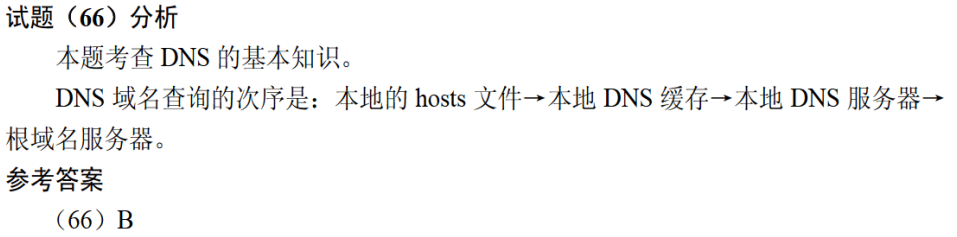 试题（66）分析
本题考查 DNS 的基本知识。
DNS 域名查询的次序是：本地的 hosts 文件→本地 DNS 缓存→本地 DNS 服务器→
根域名服务器。
参考答案
（66）B